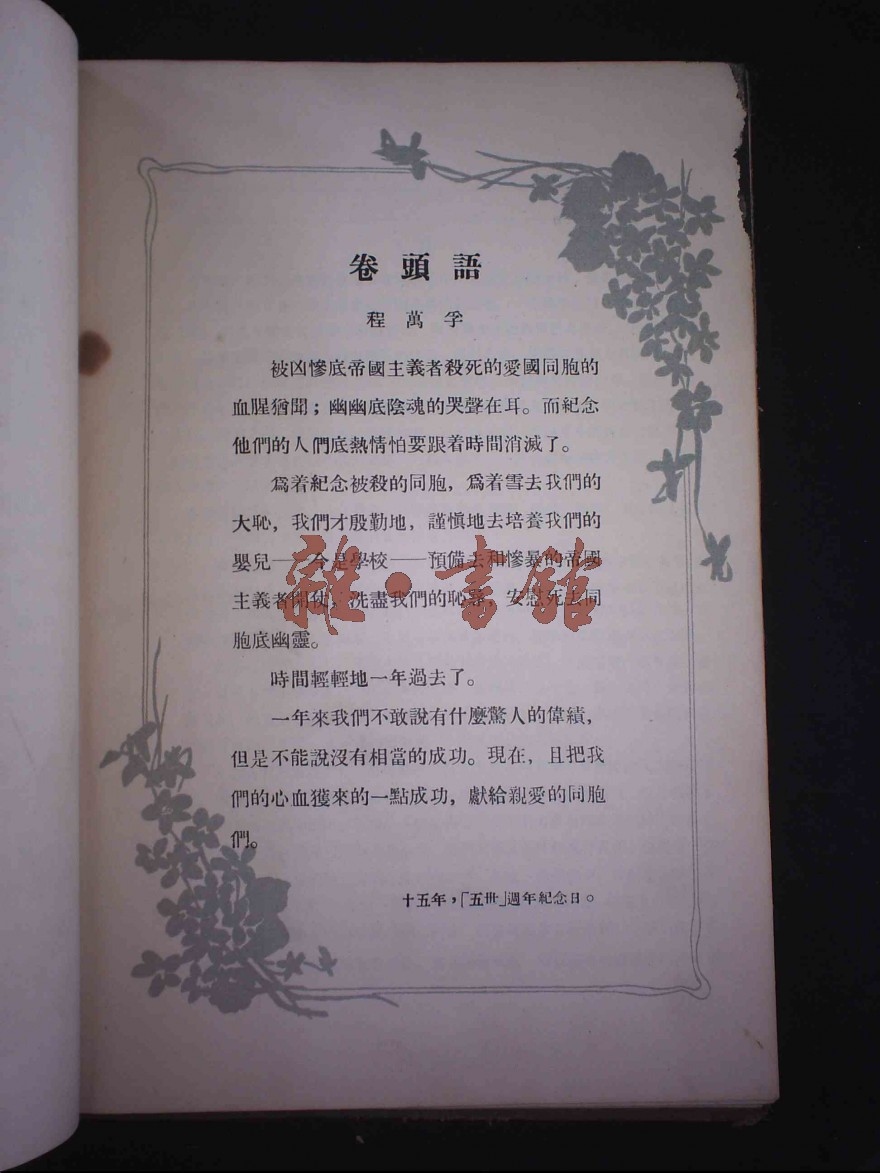 卷頭語
程萬孚
被凶慘底帝國主義者殺死的愛國同胞的
血腥猶聞；幽幽底陰魂的哭聲在耳。而紀念
他們的人們底熱情怕要跟着時間消滅了。
爲着紀念被殺的同胞，爲着雪去我們的
大恥，我們才殷勤地，謹愼地去培養我們的
嬰兒——今是學校——預備去和慘暴的帝國
主義者開仗，洗盡我們的恥辱，安慰死去同
胞底幽靈。
時間輕輕地一年過去了。
一年來我們不敢說有什麼驚人的偉績，
但是不能說沒有相當的成功。現在，且把我
們的心血獲來的一點成功，獻給親愛的同胞
們。
十五年，「五卅」週年紀念日。
雜·書館